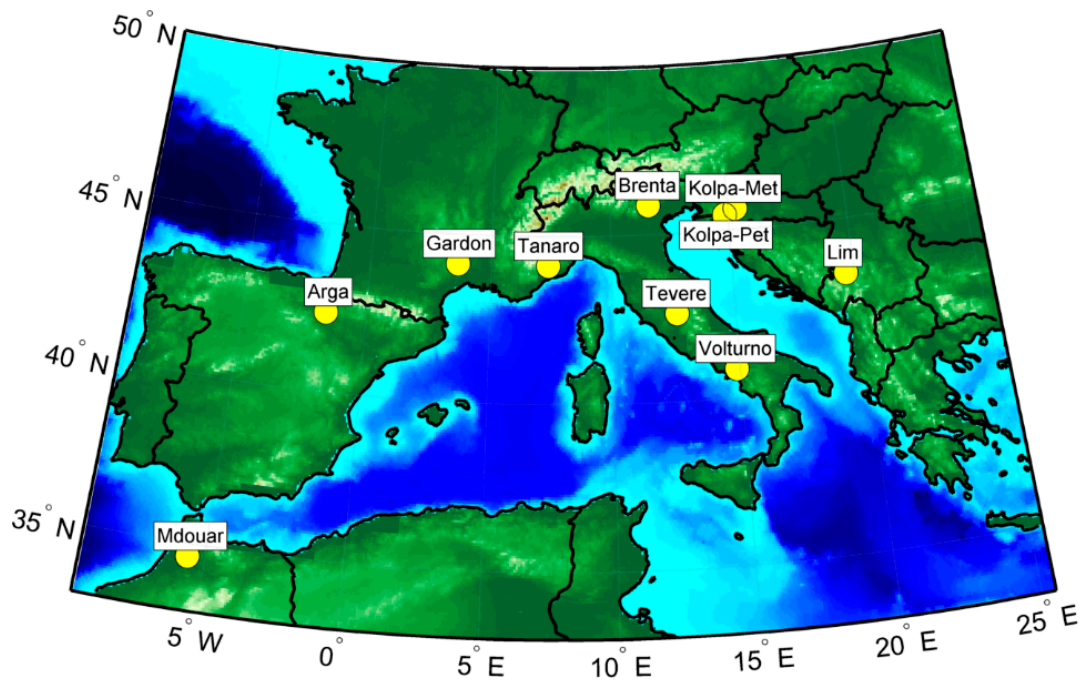 50° N
45° N
40° N
35° N
Brenta
Kolpa-Met
Kolpa-Pet
Gardon
Tanaro
Lim
Arga
Tevere
Volturno
Mdouar
5° W
0°
5° E
10° E
15° E
20° E
25° E